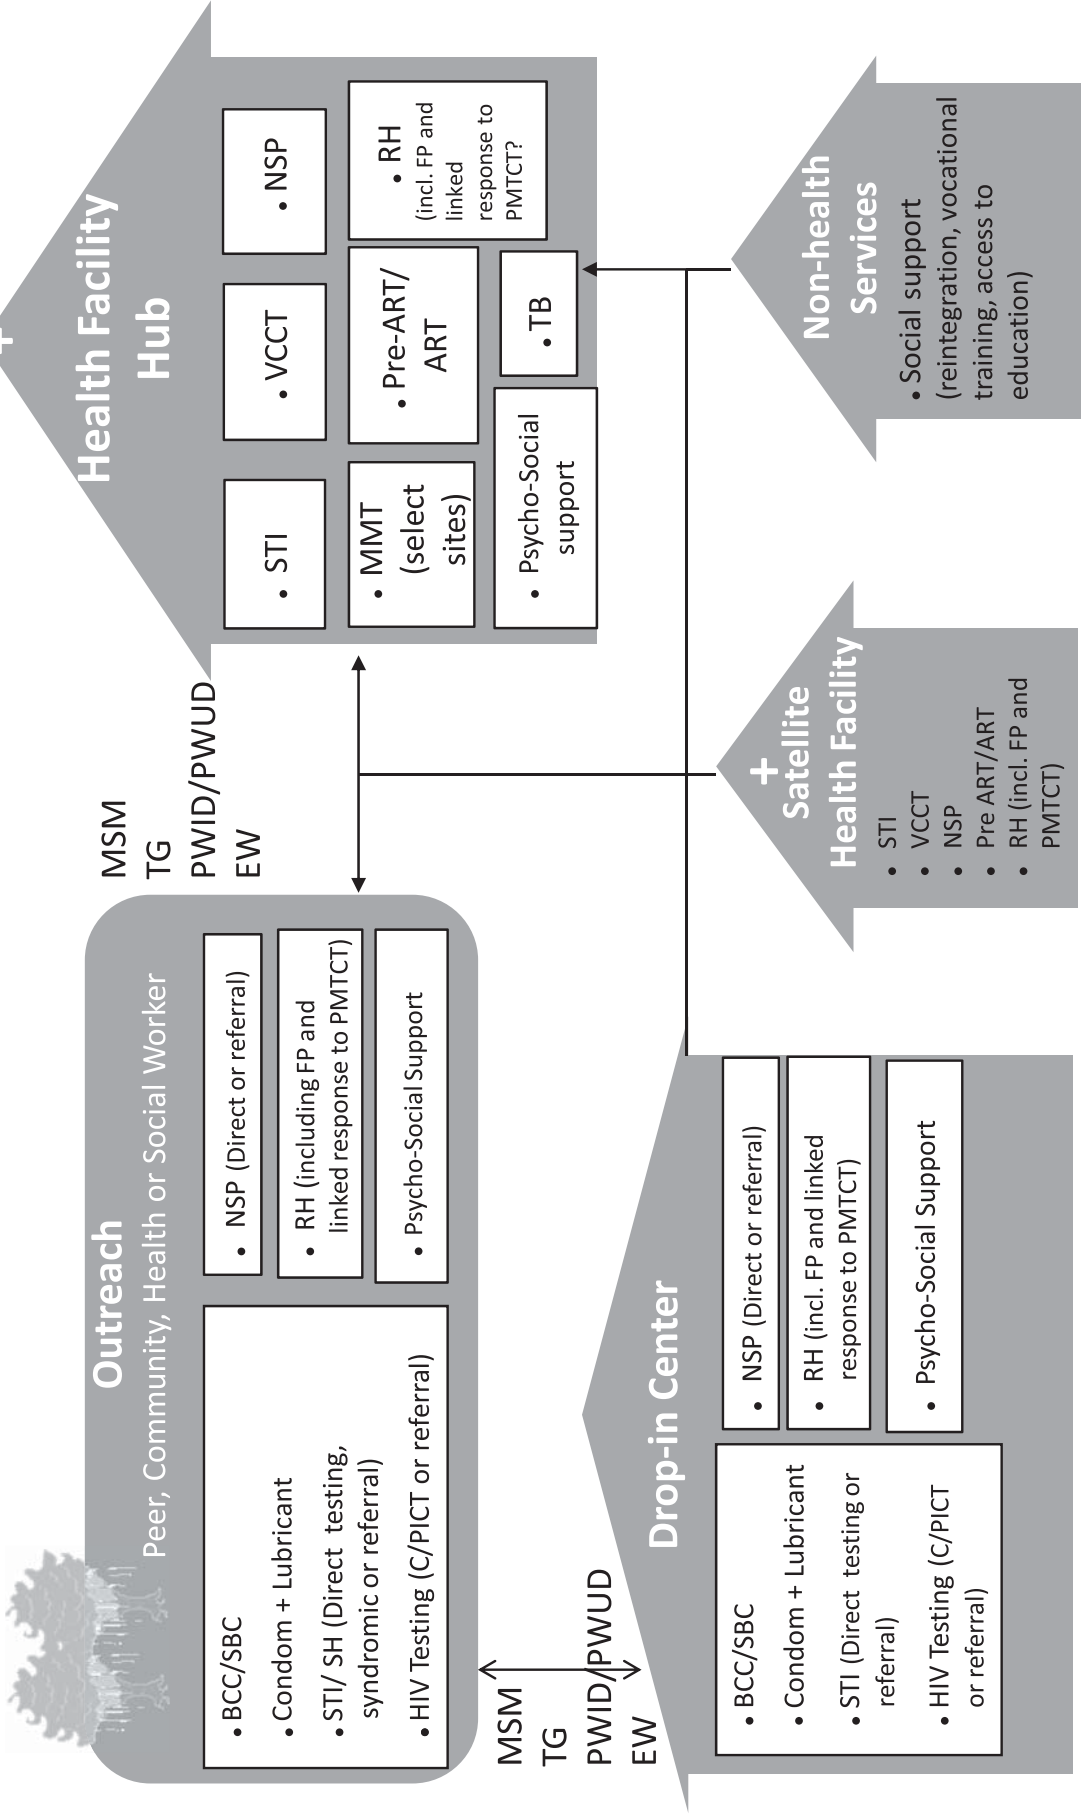 Outreach
Peer, Community, Health or Social Worker
• BCC/SBC
• Condom + Lubricant
• STI/ SH (Direct testing,
syndromic or referral)
• HIV Testing (C/PICT or referral)
• NSP (Direct or referral)
• RH (including FP and
linked response to PMTCT)
• Psycho-Social Support
MSM
TG
PWID/PWUD
EW
+
Health Facility
Hub
• STI
• VCCT
• NSP
• MMT
(select
sites)
• Pre-ART/
ART
• RH
(incl. FP and
linked
response to
PMTCT?
• Psycho-Social
support
• TB
MSM
TG
PWID/PWUD
EW
Drop-in Center
• BCC/SBC
• Condom + Lubricant
• STI (Direct testing or
referral)
• HIV Testing (C/PICT
or referral)
• NSP (Direct or referral)
• RH (incl. FP and linked
response to PMTCT)
• Psycho-Social Support
+
Satellite
Health Facility
• STI
• VCCT
• NSP
• Pre ART/ART
• RH (incl. FP and
PMTCT)
Non-health
Services
• Social support
(reintegration, vocational
training, access to
education)